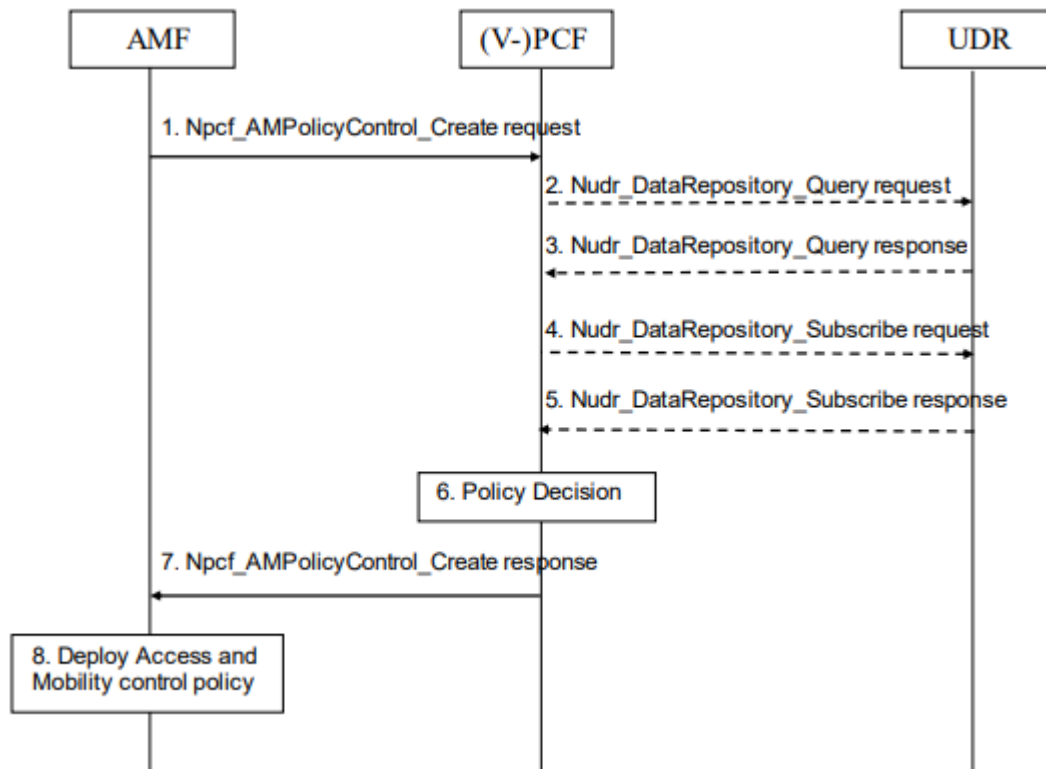 AMF
(V-)PCF
UDR
1. Npcf_AMPolicyControl_Create request
2. Nudr_DataRepository_Query request
3. Nudr_DataRepository_Query response
4. Nudr_DataRepository_Subscribe request
5. Nudr_DataRepository_Subscribe response
6. Policy Decision
7. Npcf_AMPolicyControl_Create response
8. Deploy Access and
Mobility control policy